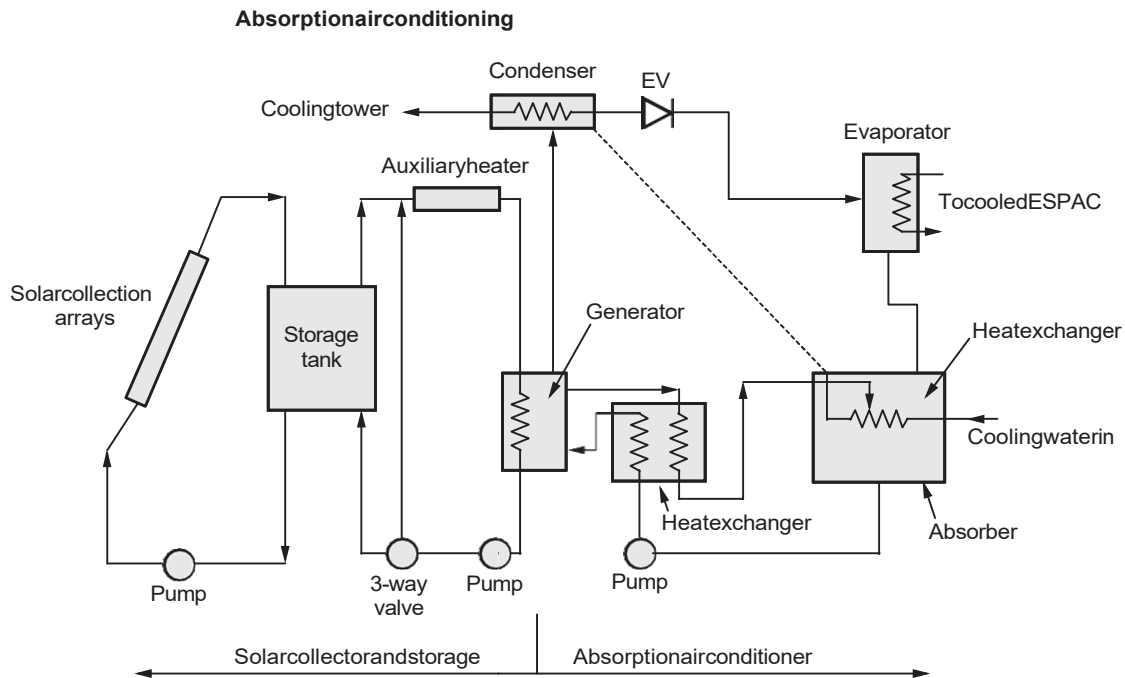 Absorptionairconditioning
Condenser
EV
Coolingtower
Evaporator
Auxiliaryheater
TocooledESPAC
Solarcollection
arrays
Storage
tank
Generator
Heatexchanger
Coolingwaterin
Heatexchanger
Absorber
Pump
3-way
valve
Pump
Pump
Solarcollectorandstorage
Absorptionairconditioner